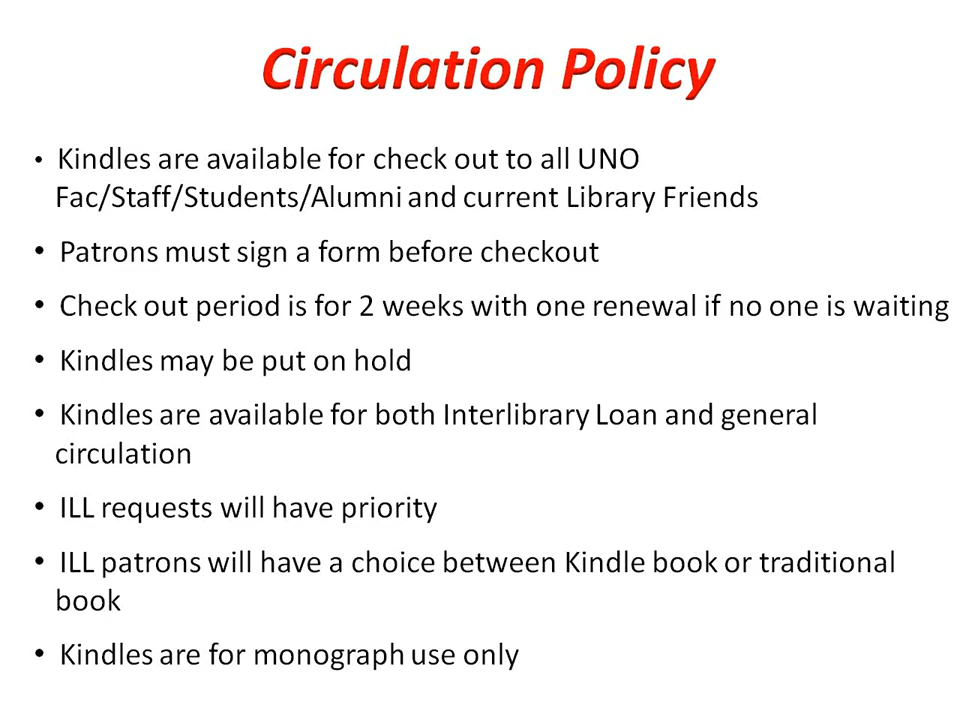 Circulation Policy
• Kindles are available for check out to all UNO
Fac/Staff/Students/Alumni and current Library Friends
• Patrons must sign a form before checkout
• Check out period is for 2 weeks with one renewal if no one is waiting
• Kindles may be put on hold
• Kindles are available for both Interlibrary Loan and general
circulation
• ILL requests will have priority
• ILL patrons will have a choice between Kindle book or traditional
book
• Kindles are for monograph use only